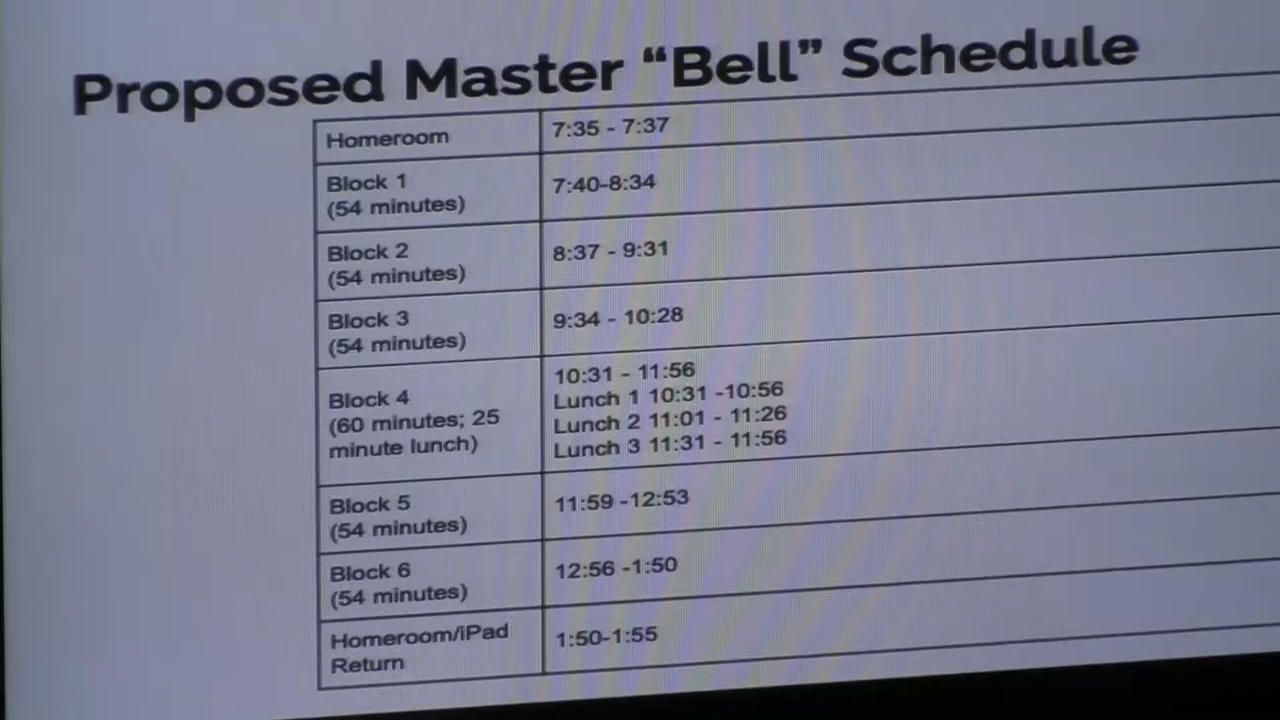 Proposed Master “Bell” Schedule
Homeroom
7:35 - 7:37
Block 1
(54 minutes)
7:40-8:34
Block 2
(54 minutes)
8:37 - 9:31
Block 3
(54 minutes)
9:34 - 10:28
Block 4
(60 minutes; 25
minute lunch)
10:31 - 11:56
Lunch 1 10:31 -10:56
Lunch 2 11:01 - 11:26
Lunch 3 11:31 - 11:56
Block 5
(54 minutes)
11:59 -12:53
Block 6
(54 minutes)
12:56 -1:50
Homeroom/iPad
Return
1:50-1:55